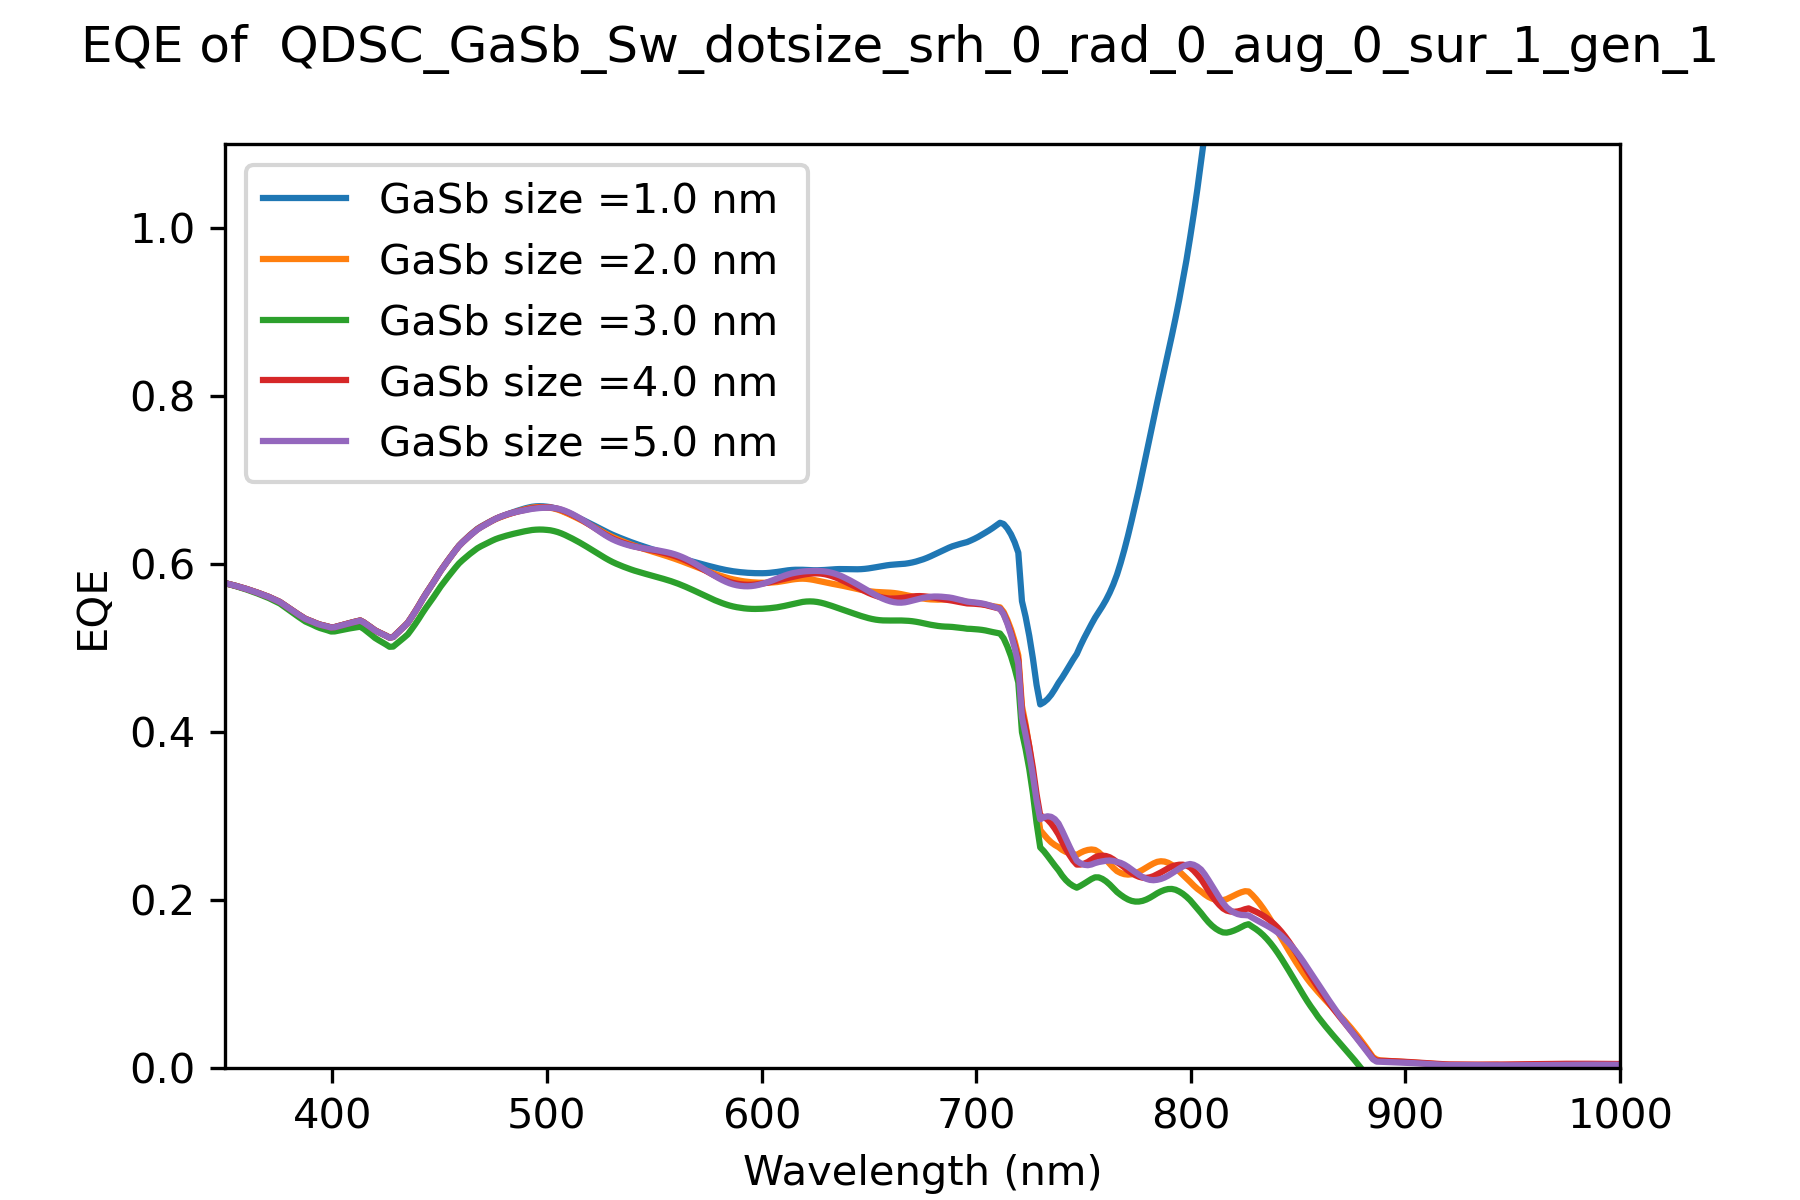 EQE of  QDSC_GaSb_Sw_dotsize_srh_0_rad_0_aug_0_sur_1_gen_1
GaSb size =1.0 nm
GaSb size =2.0 nm
GaSb size =3.0 nm
GaSb size =4.0 nm
GaSb size =5.0 nm
EQE
1.0
0.8
0.6
0.4
0.2
0.0
400 500 600 700 800 900 1000
Wavelength (nm)